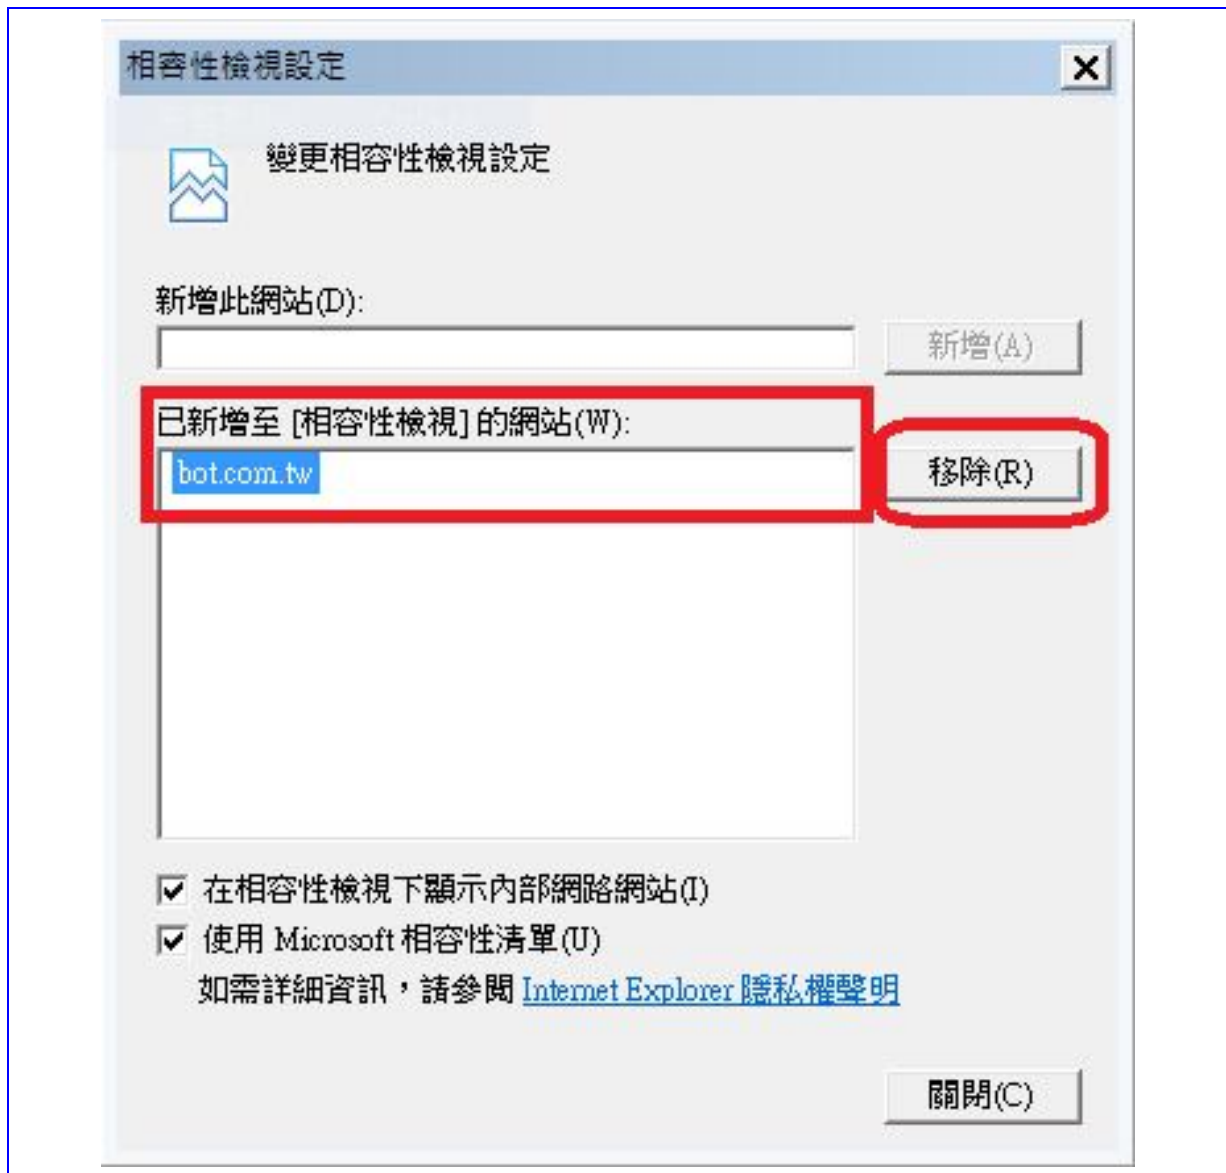 相容性檢視設定
變更相容性檢視設定
新增此網站(D):
新增(A)
已新增至 [相容性檢視] 的網站(W):
bot.com.tw
移除(R)
在相容性檢視下顯示內部網路網站(I)
使用 Microsoft 相容性清單(U)
如需詳細資訊，請參閱 Internet Explorer 隱私權聲明
關閉(C)